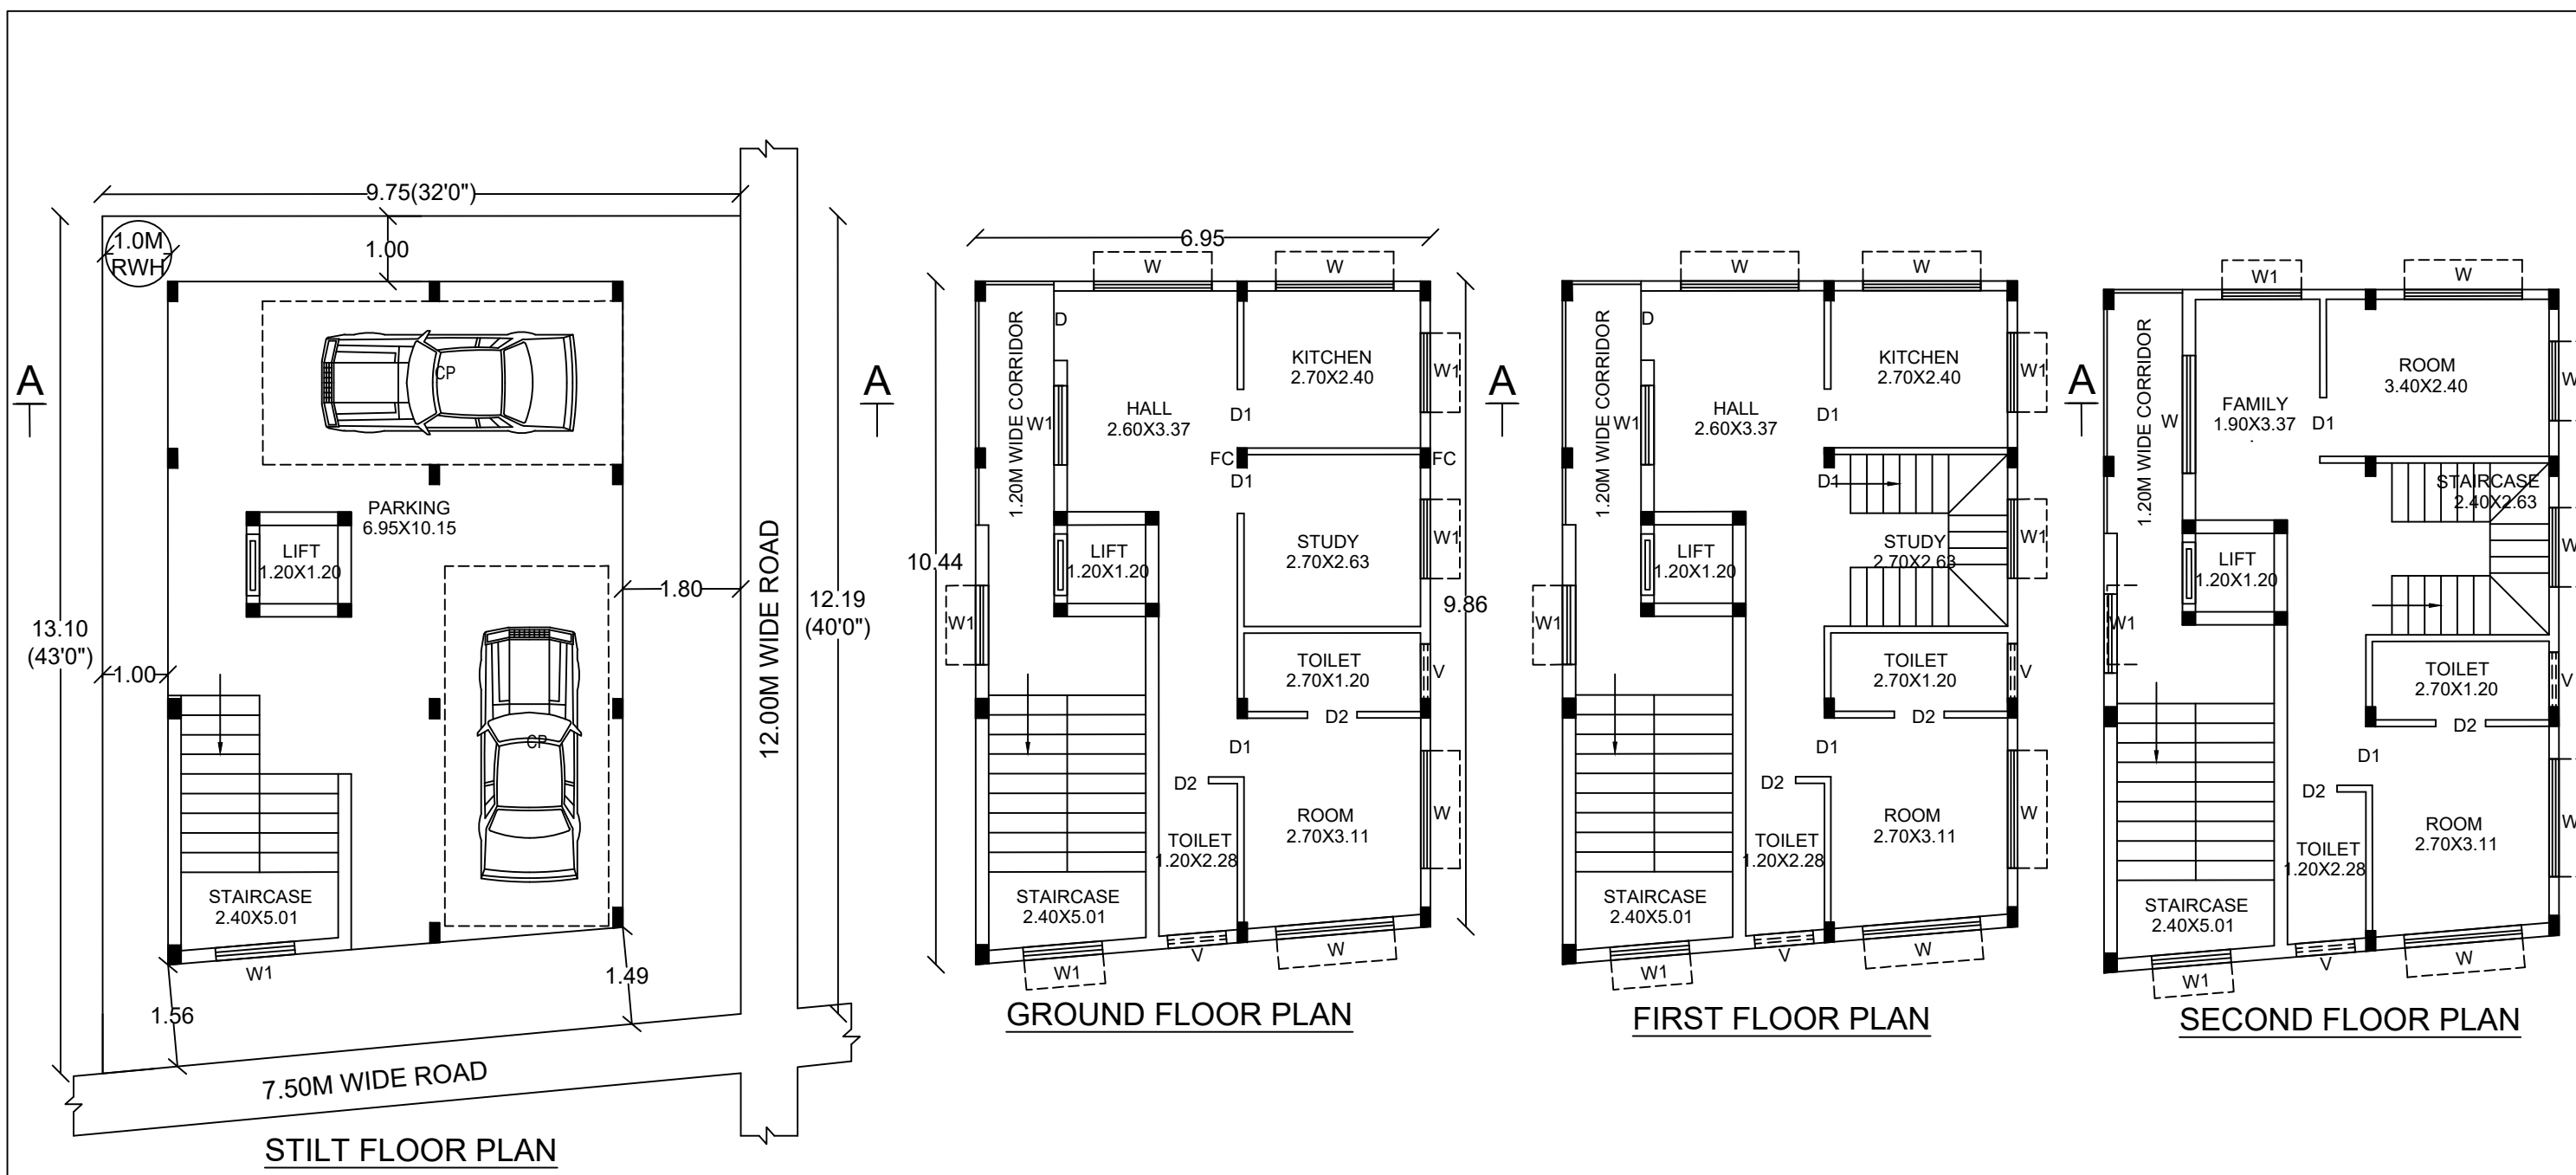 9.75(32'0")
1.0M
RWH
1.00
CP
A
A
PARKING
6.95X10.15
LIFT
1.20X1.20
1.80
12.00M WIDE ROAD
12.19
(40'0")
13.10
(43'0")
1.00
CP
STAIRCASE
2.40X5.01
W1
1.56
1.49
7.50M WIDE ROAD
STILT FLOOR PLAN
6.95
W
W
D
1.20M WIDE CORRIDOR
KITCHEN
2.70X2.40
W1
HALL
2.60X3.37
W1
D1
FC
FC
D1
10.44
LIFT
1.20X1.20
STUDY
2.70X2.63
W1
9.86
W1
TOILET
2.70X1.20
V
D2
D1
D2
ROOM
2.70X3.11
W
TOILET
1.20X2.28
STAIRCASE
2.40X5.01
W1
V
W
GROUND FLOOR PLAN
A
W
W
D
1.20M WIDE CORRIDOR
KITCHEN
2.70X2.40
W1
HALL
2.60X3.37
W1
D1
D1
LIFT
1.20X1.20
STUDY
2.70X2.63
W1
W1
TOILET
2.70X1.20
V
D2
D1
D2
ROOM
2.70X3.11
W
TOILET
1.20X2.28
STAIRCASE
2.40X5.01
W1
V
W
FIRST FLOOR PLAN
A
W1
W
1.20M WIDE CORRIDOR
ROOM
3.40X2.40
W
FAMILY
1.90X3.37
W
D1
STAIRCASE
2.40X2.63
LIFT
1.20X1.20
W
W1
TOILET
2.70X1.20
V
D2
D1
D2
ROOM
2.70X3.11
W
TOILET
1.20X2.28
STAIRCASE
2.40X5.01
W1
V
W
SECOND FLOOR PLAN